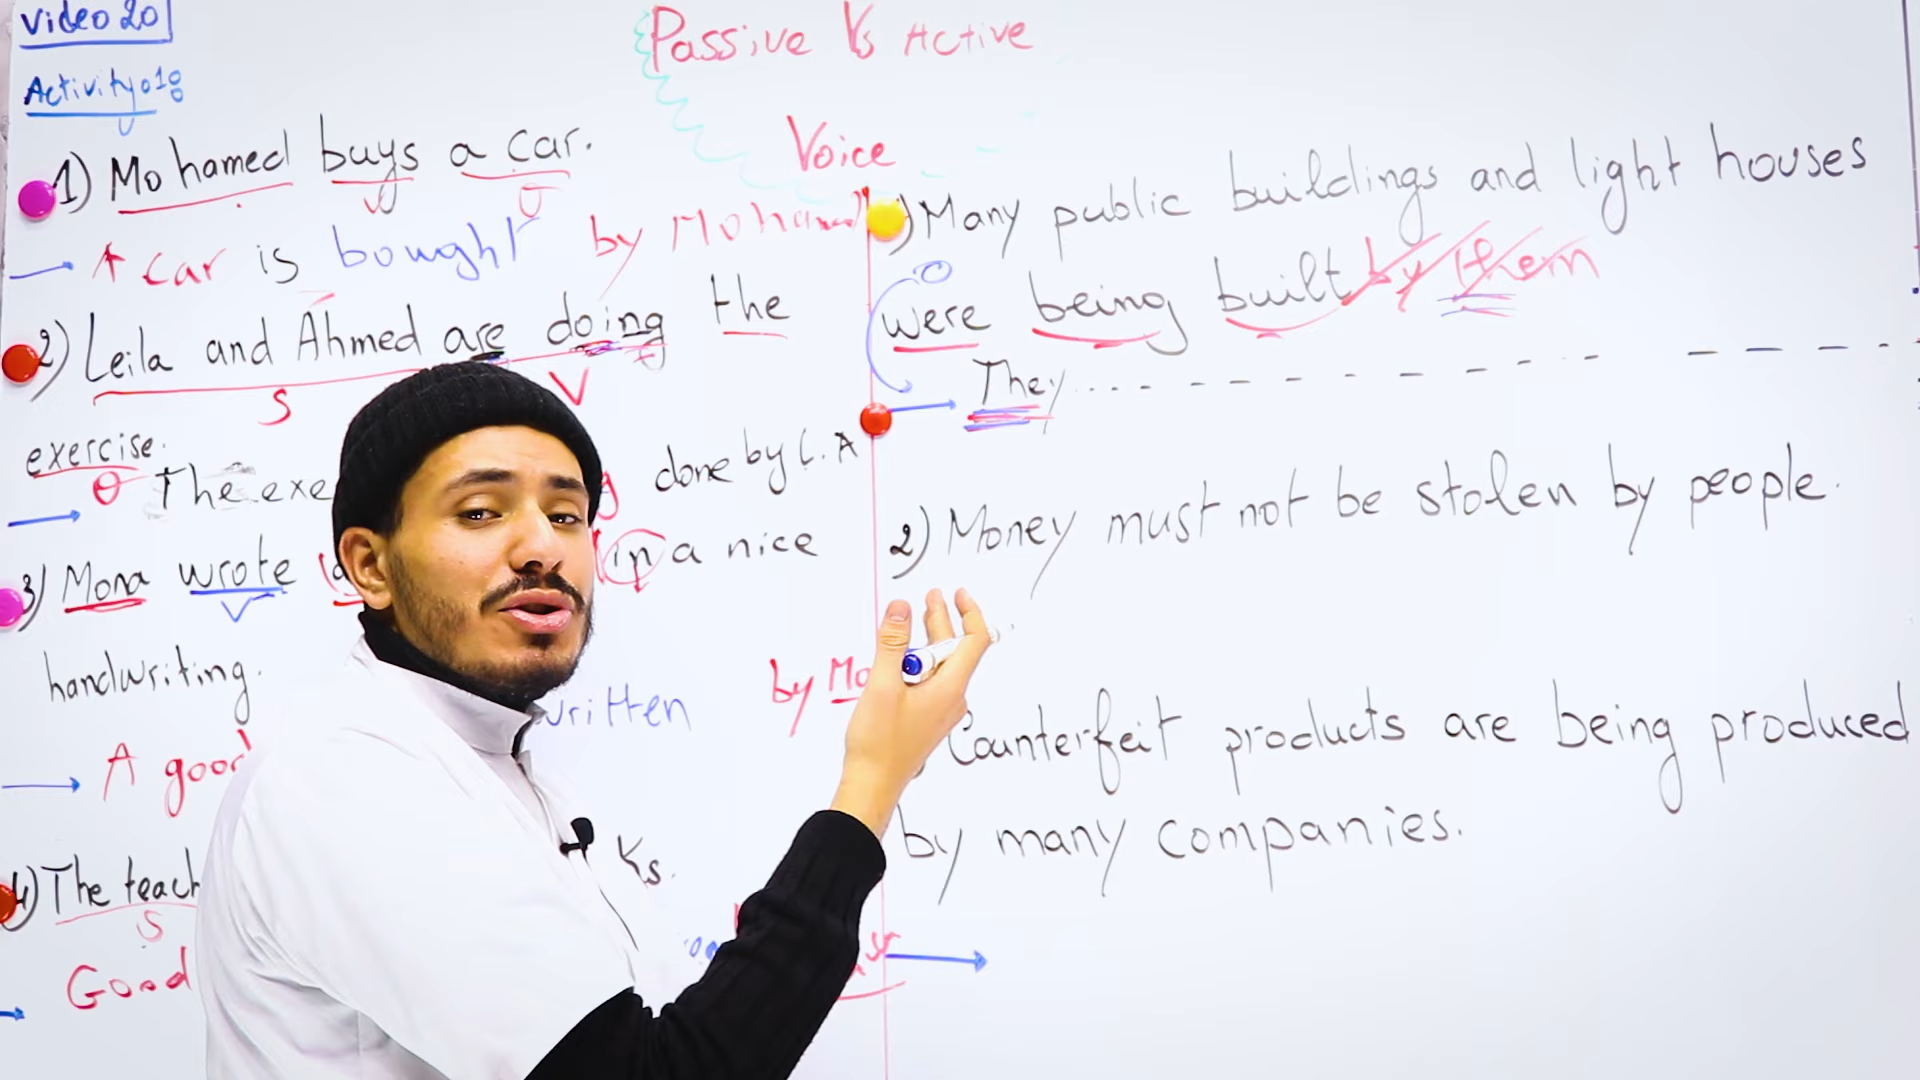 Video 20
Activity 01:
Passive Vs Active
Voice
1) Mohamed buys a car.
A car is bought by Mohamed
2) Leila and Ahmed are doing the
S V
exercise.
O The exe done by L. A
3) Mona wrote in a nice
V
handwriting.
A good written by Mo
4) The teach
S
Good
Many public buildings and light houses
were being built by them
They
2) Money must not be stolen by people.
Counterfeit products are being produced
by many companies.